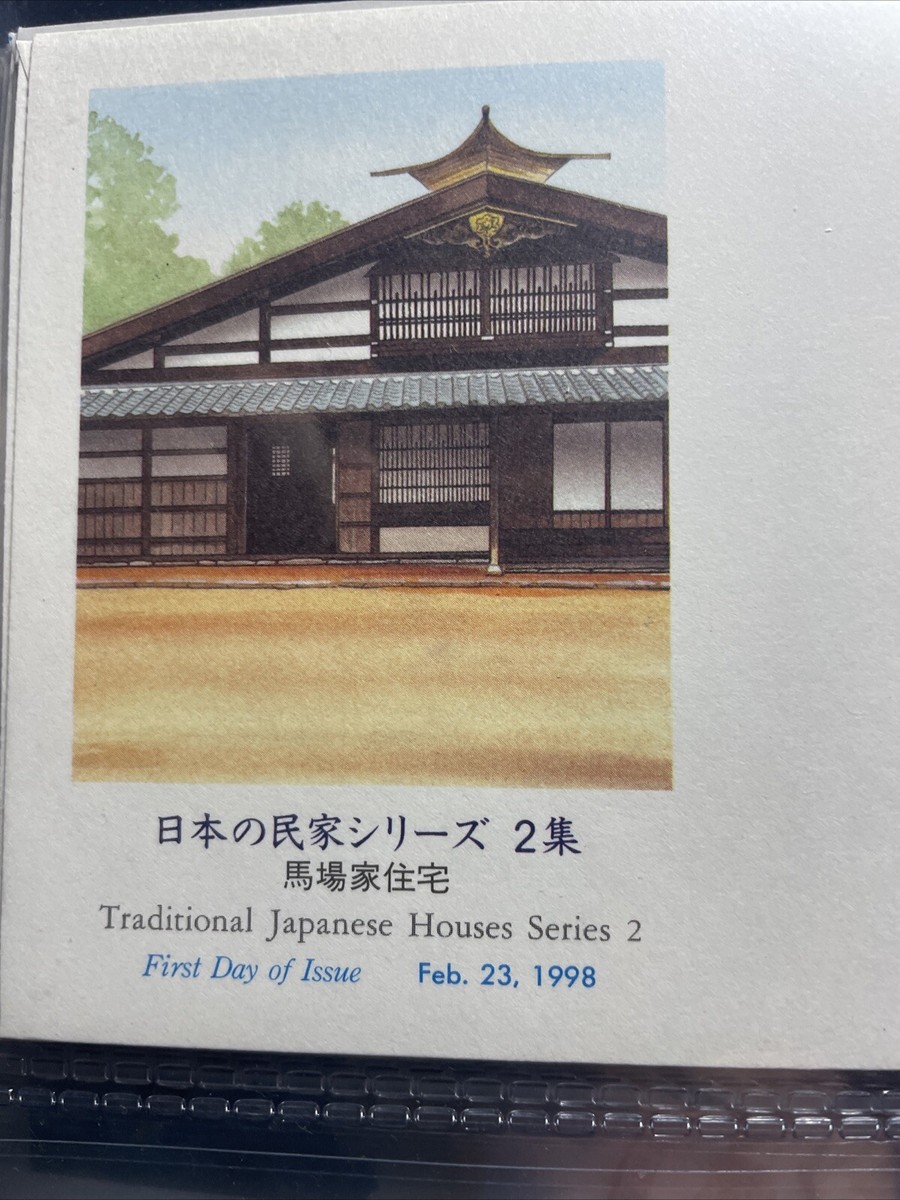 日本の民家シリーズ 2集
馬場家住宅
Traditional Japanese Houses Series 2
First Day of Issue Feb. 23, 1998